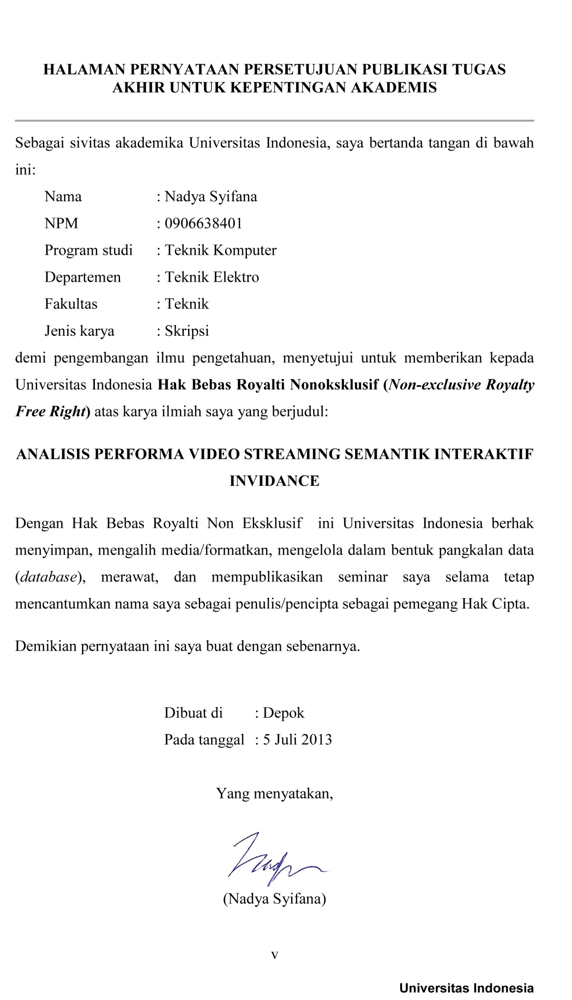 HALAMAN PERNYATAAN PERSETUJUAN PUBLIKASI TUGAS
AKHIR UNTUK KEPENTINGAN AKADEMIS
Sebagai sivitas akademika Universitas Indonesia, saya bertanda tangan di bawah
ini:
Nama : Nadya Syifana
NPM : 0906638401
Program studi : Teknik Komputer
Departemen : Teknik Elektro
Fakultas : Teknik
Jenis karya : Skripsi
demi pengembangan ilmu pengetahuan, menyetujui untuk memberikan kepada
Universitas Indonesia Hak Bebas Royalti Nonoksklusif (Non-exclusive Royalty
Free Right) atas karya ilmiah saya yang berjudul:
ANALISIS PERFORMA VIDEO STREAMING SEMANTIK INTERAKTIF
INVIDANCE
Dengan Hak Bebas Royalti Non Eksklusif ini Universitas Indonesia berhak
menyimpan, mengalih media/formatkan, mengelola dalam bentuk pangkalan data
(database), merawat, dan mempublikasikan seminar saya selama tetap
mencantumkan nama saya sebagai penulis/pencipta sebagai pemegang Hak Cipta.
Demikian pernyataan ini saya buat dengan sebenarnya.
Dibuat di : Depok
Pada tanggal : 5 Juli 2013
Yang menyatakan,
(Nadya Syifana)
v
Universitas Indonesia